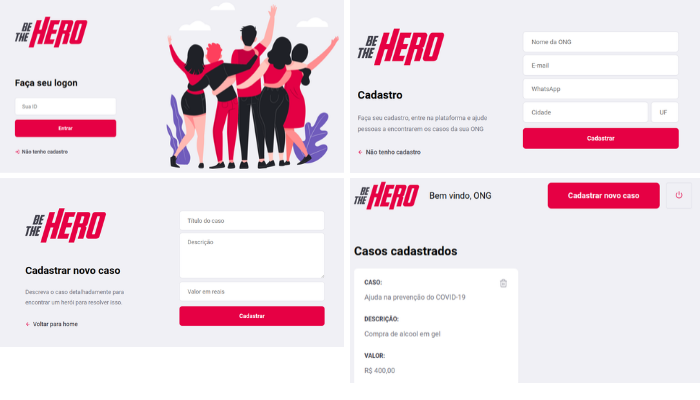 BE
THE HERO
Faça seu logon
Sua ID
Entrar
Não tenho cadastro
BE
THE HERO
Cadastro
Faça seu cadastro, entre na plataforma e ajude
pessoas a encontrarem os casos da sua ONG
Não tenho cadastro
Nome da ONG
E-mail
WhatsApp
Cidade
UF
Cadastrar
BE
THE HERO
Cadastrar novo caso
Descreva o caso detalhadamente para
encontrar um herói para resolver isso.
Voltar para home
Título do caso
Descrição
Valor em reais
Cadastrar
BE
THE HERO
Bem vindo, ONG
Cadastrar novo caso
Casos cadastrados
CASO:
Ajuda na prevenção do COVID-19
DESCRIÇÃO:
Compra de alcool em gel
VALOR:
R$ 400,00